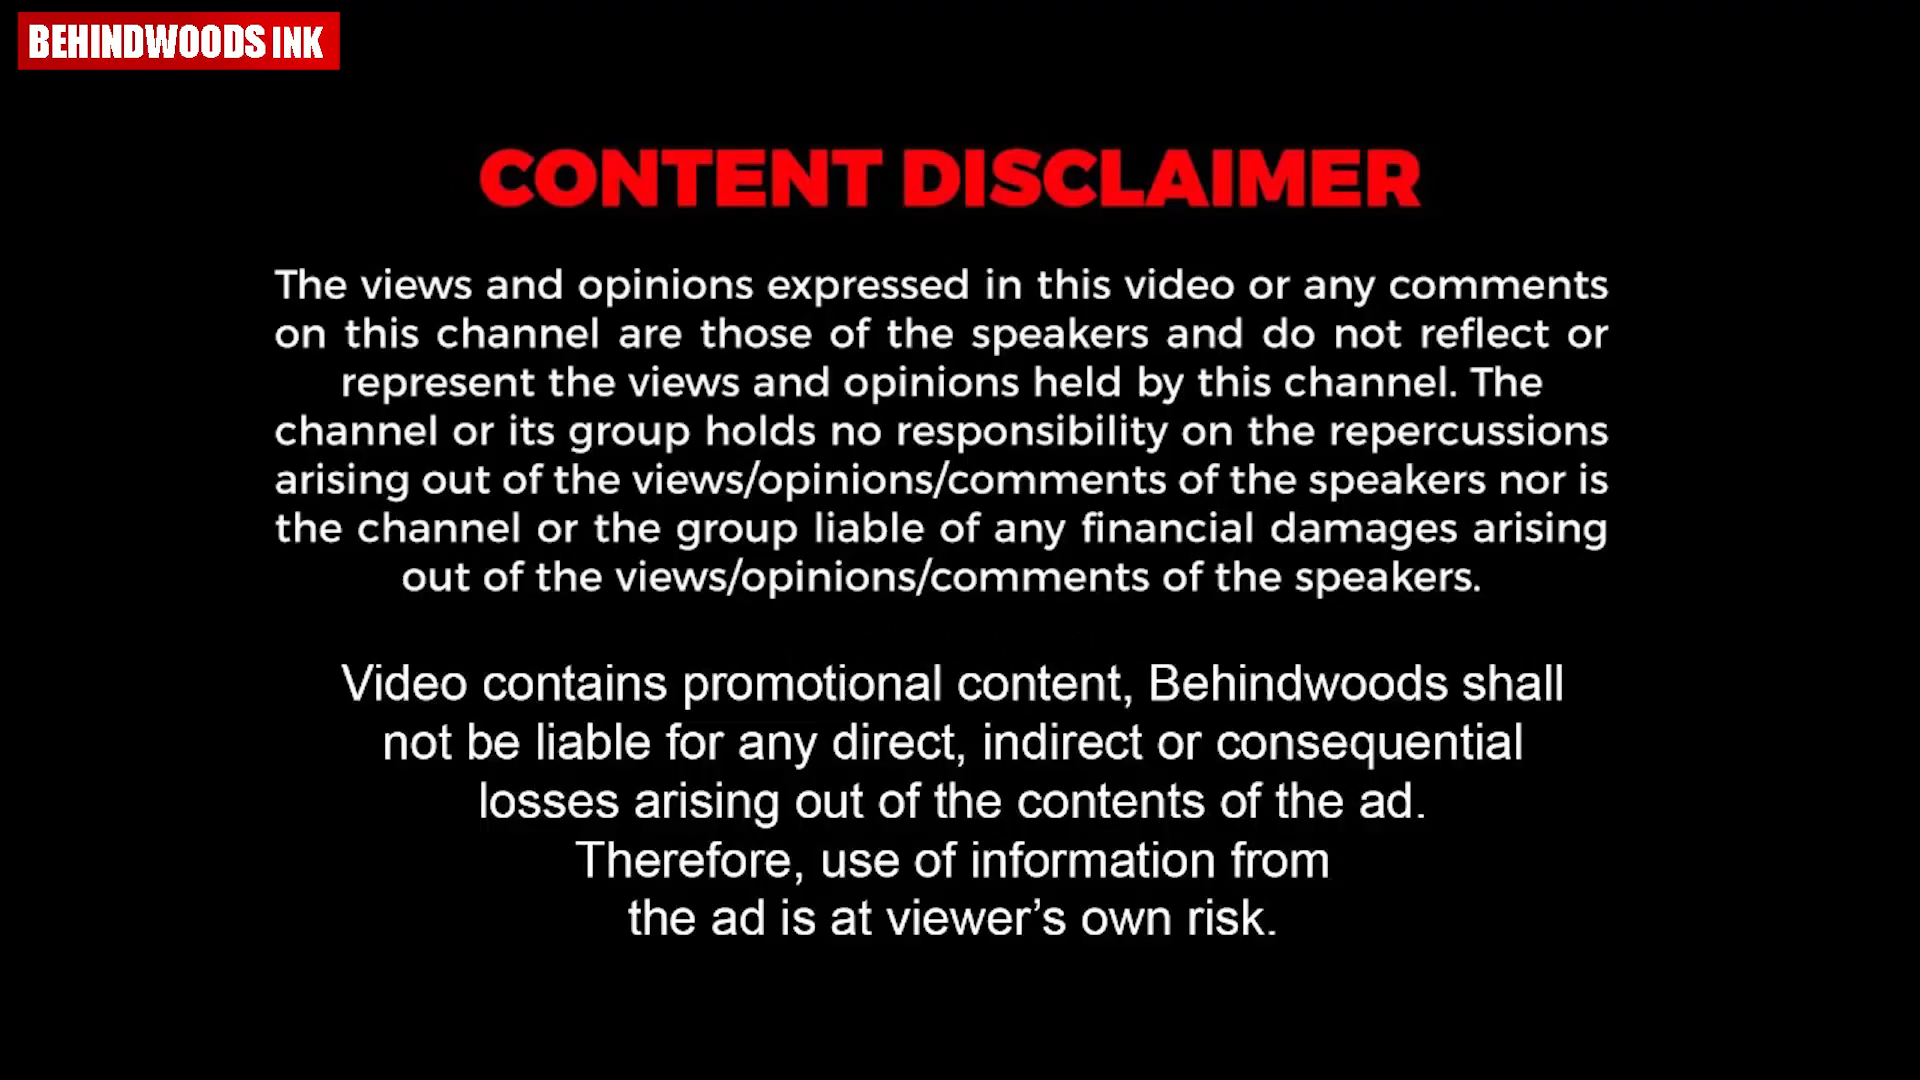 BEHINDWOODS INK
CONTENT DISCLAIMER
The views and opinions expressed in this video or any comments
on this channel are those of the speakers and do not reflect or
represent the views and opinions held by this channel. The
channel or its group holds no responsibility on the repercussions
arising out of the views/opinions/comments of the speakers nor is
the channel or the group liable of any financial damages arising
out of the views/opinions/comments of the speakers.
Video contains promotional content, Behindwoods shall
not be liable for any direct, indirect or consequential
losses arising out of the contents of the ad.
Therefore, use of information from
the ad is at viewer’s own risk.